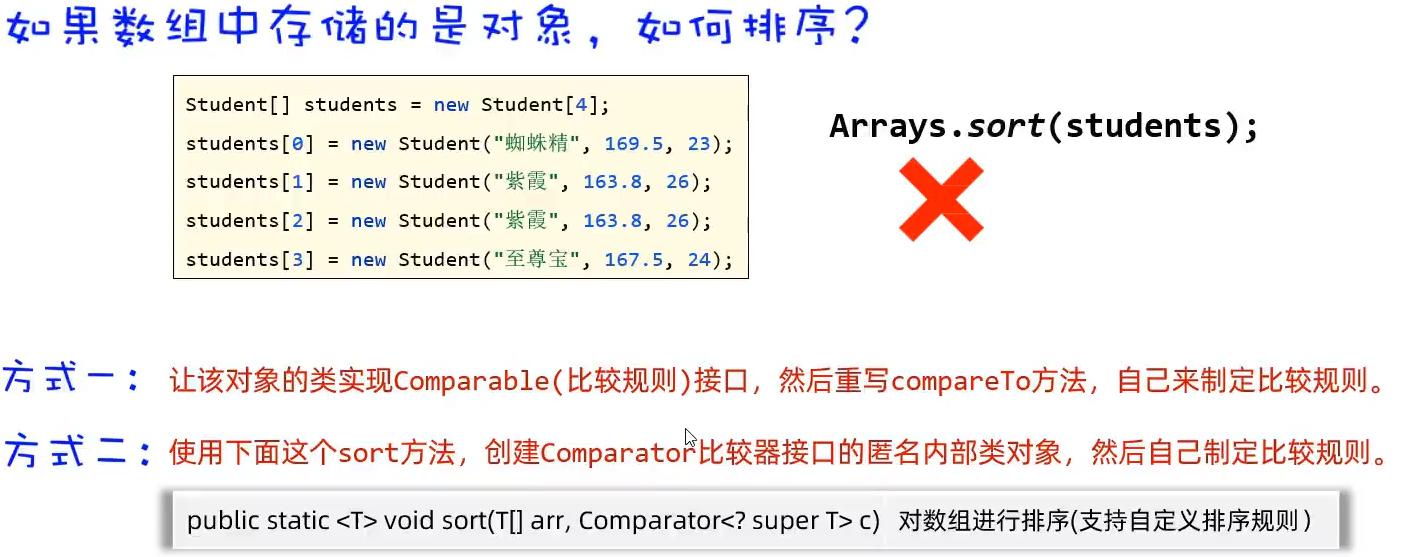 如果数组中存储的是对象，如何排序?
Student[] students = new Student[4];
students[0] = new Student("蜘蛛精", 169.5, 23);
students[1] = new Student("紫霞", 163.8, 26);
students[2] = new Student("紫霞", 163.8, 26);
students[3] = new Student("至尊宝", 167.5, 24);
Arrays.sort(students);
方式一：让该对象的类实现Comparable(比较规则)接口，然后重写compareTo方法，自己来制定比较规则。
方式二：使用下面这个sort方法，创建Comparator比较器接口的匿名内部类对象，然后自己制定比较规则。
public static <T> void sort(T[] arr, Comparator<? super T> c) 对数组进行排序(支持自定义排序规则）